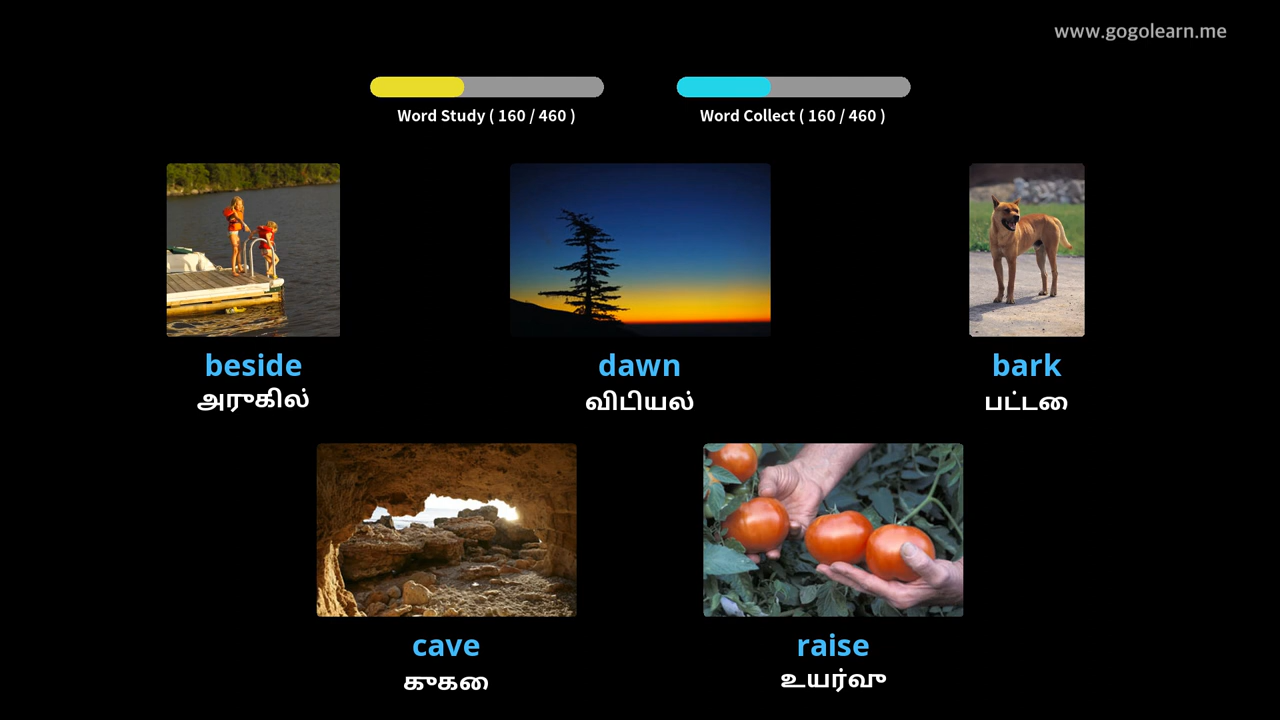 www.gogolearn.me
Word Study ( 160 / 460 )
Word Collect ( 160 / 460 )
beside
அருகில்
dawn
விடியல்
bark
பட்டை
cave
குகை
raise
உயர்வு